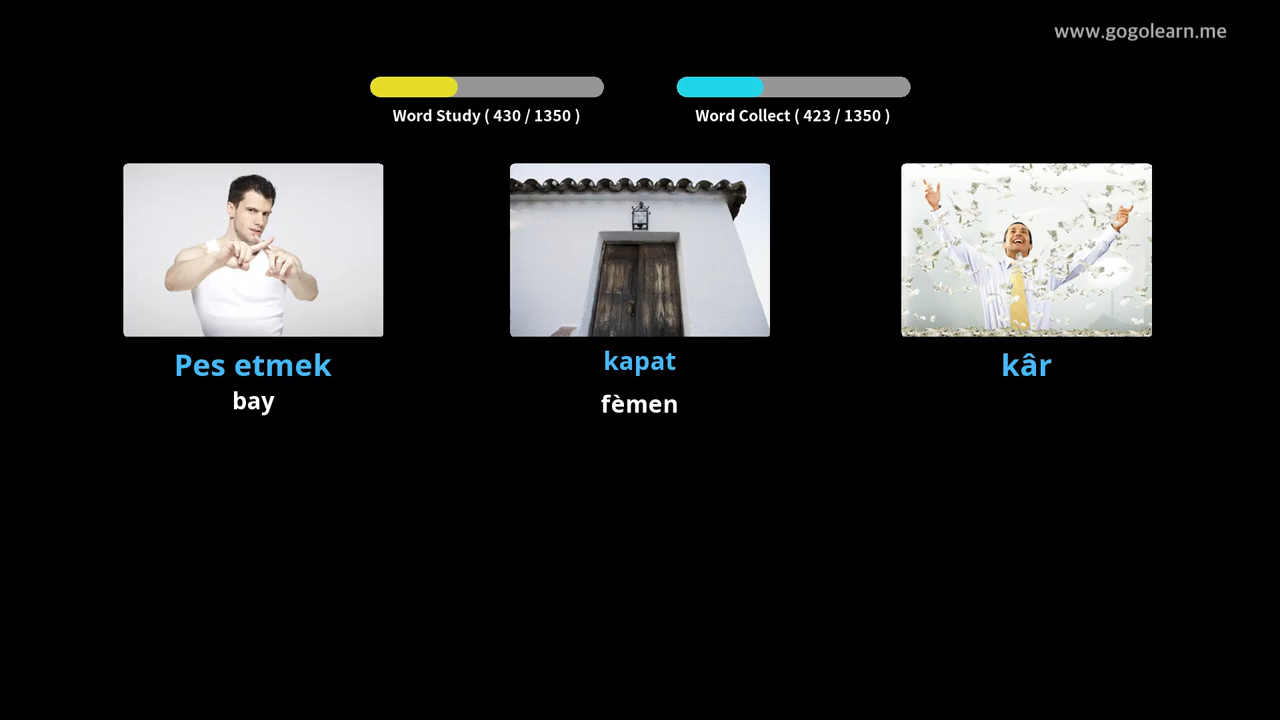 www.gogolearn.me
Word Study ( 430 / 1350 )
Word Collect ( 423 / 1350 )
Pes etmek
bay
kapat
fèmen
kâr